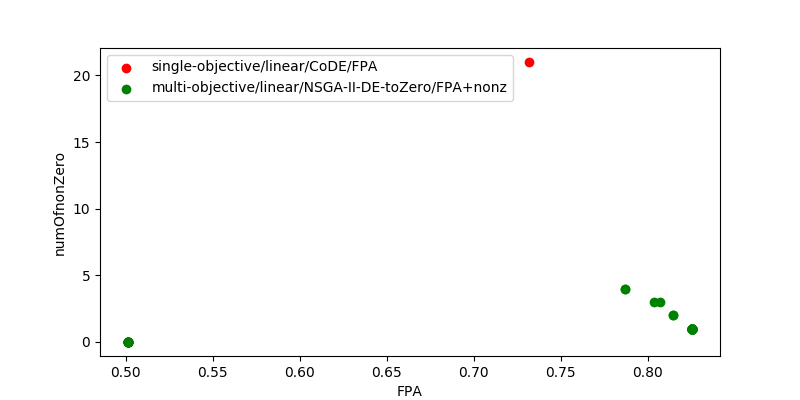 single-objective/linear/CoDE/FPA
multi-objective/linear/NSGA-II-DE-toZero/FPA+nonz
20
15
10
5
0
numOfnonZero
0.50 0.55 0.60 0.65 0.70 0.75 0.80
FPA